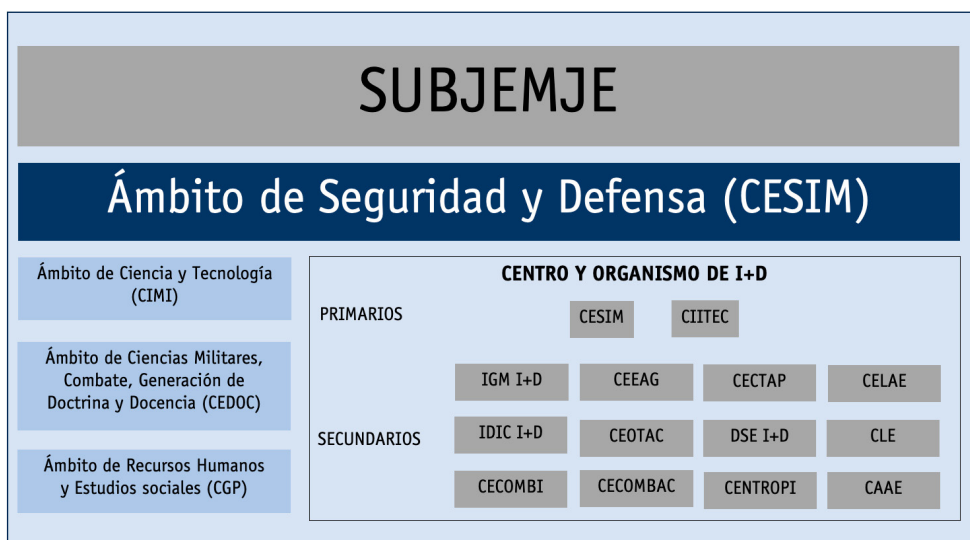 SUBJEMJE
Ámbito de Seguridad y Defensa (CESIM)
Ámbito de Ciencia y Tecnología
(CIMI)
Ámbito de Ciencias Militares,
Combate, Generación de
Doctrina y Docencia (CEDOC)
Ámbito de Recursos Humanos
y Estudios sociales (CGP)
CENTRO Y ORGANISMO DE I+D
PRIMARIOS
CESIM CIITEC
SECUNDARIOS
IGM I+D CEEAG CECTAP CELAE
IDIC I+D CEOTAC DSE I+D CLE
CECOMBI CECOMBAC CENTROPI CAAE